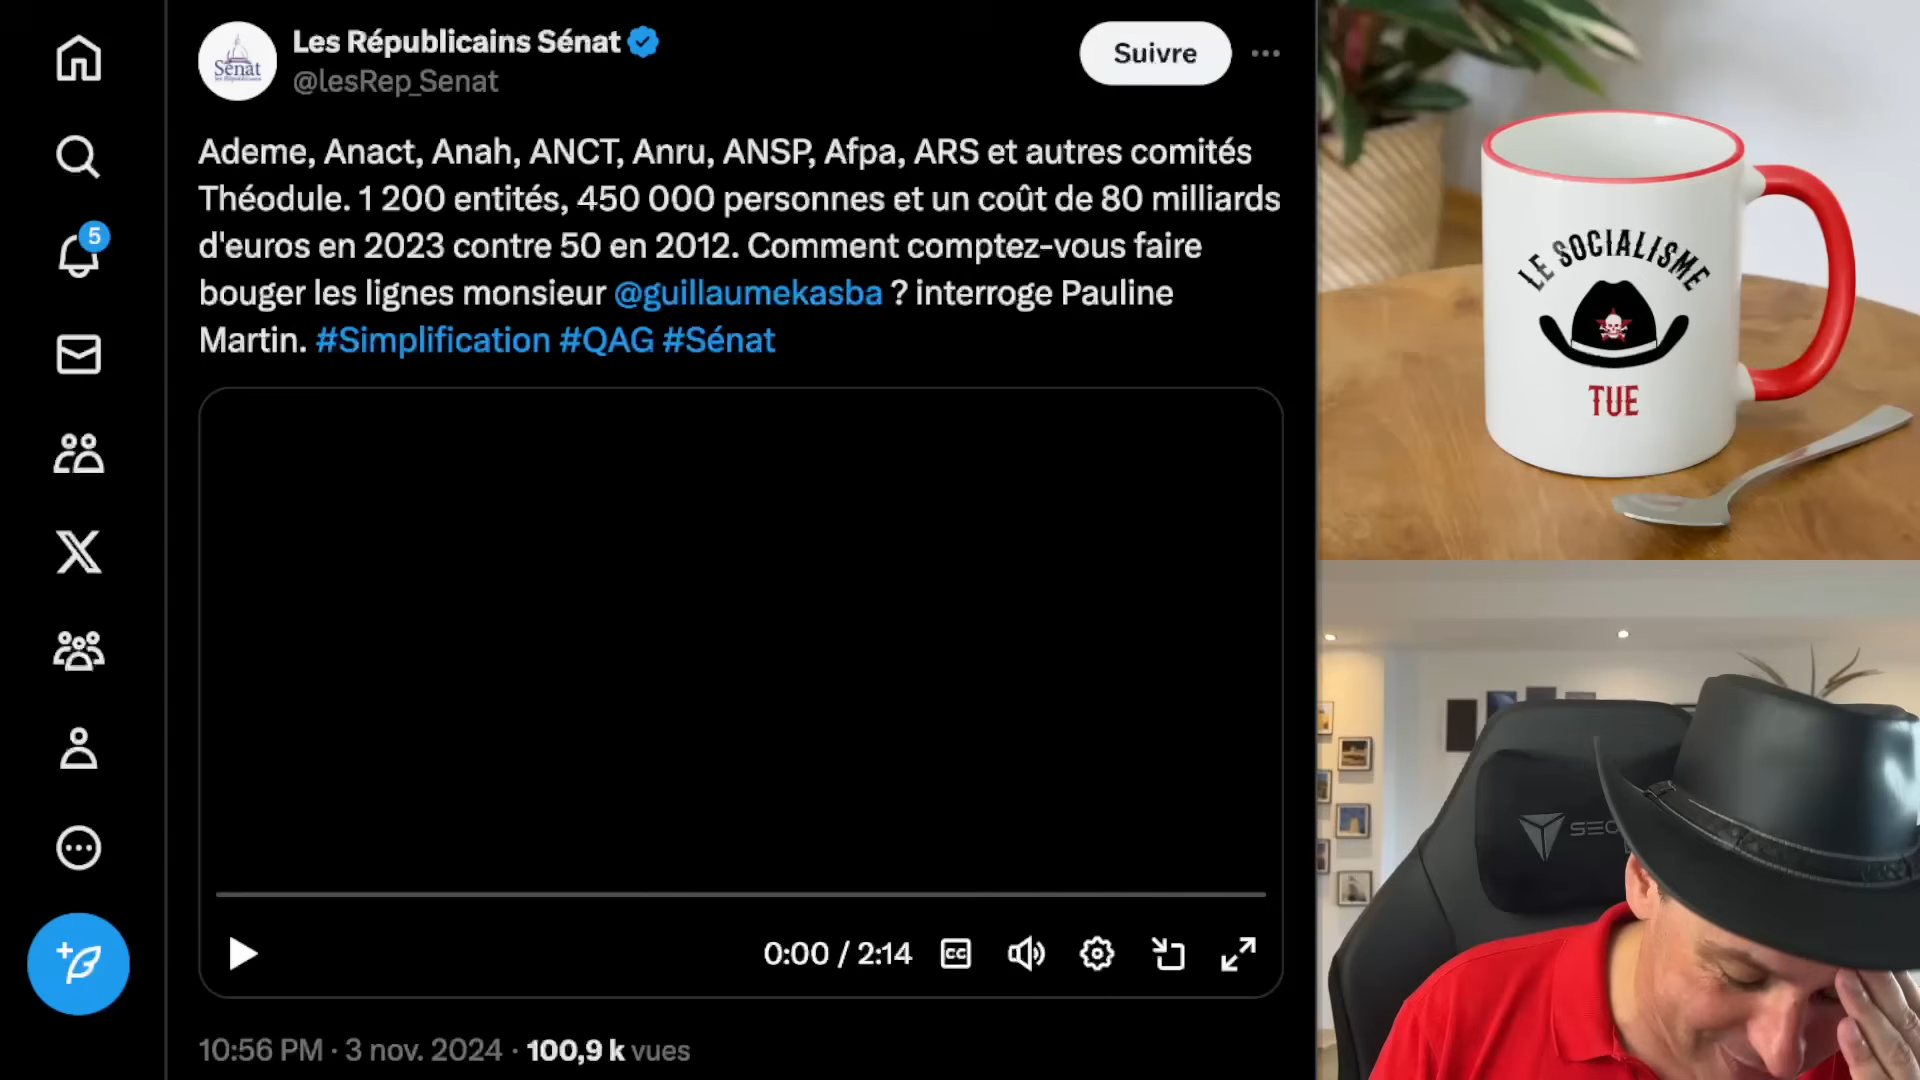 Les Républicains Sénat
@lesRep_Senat
Suivre
Sénat
5
Ademe, Anact, Anah, ANCT, Anru, ANSP, Afpa, ARS et autres comités
Théodule. 1 200 entités, 450 000 personnes et un coût de 80 milliards
d'euros en 2023 contre 50 en 2012. Comment comptez-vous faire
bouger les lignes monsieur @guillaumekasba ? interroge Pauline
Martin. #Simplification #QAG #Sénat
0:00 / 2:14
CC
10:56 PM · 3 nov. 2024 · 100,9 k vues
LE SOCIALISME
TUE